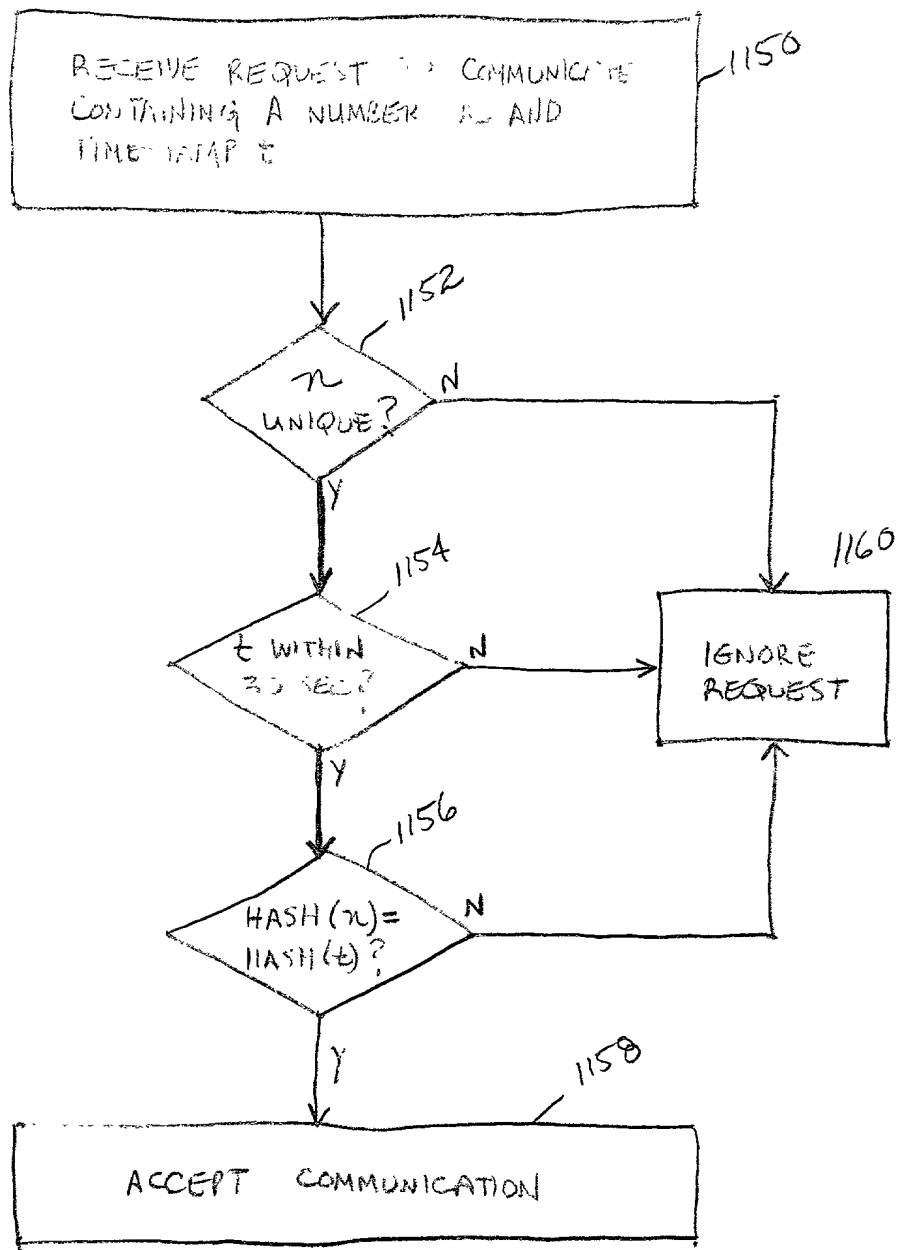 RECEIVE REQUEST COMMUNICATE
CONTAINING A NUMBER AND
TIMESTAMP t
1150
1152
n
UNIQUE?
N
Y
1154
t WITHIN
30 SEC?
N
Y
1160
IGNORE
REQUEST
1156
HASH (n) =
HASH (t)?
N
Y
1158
ACCEPT COMMUNICATION